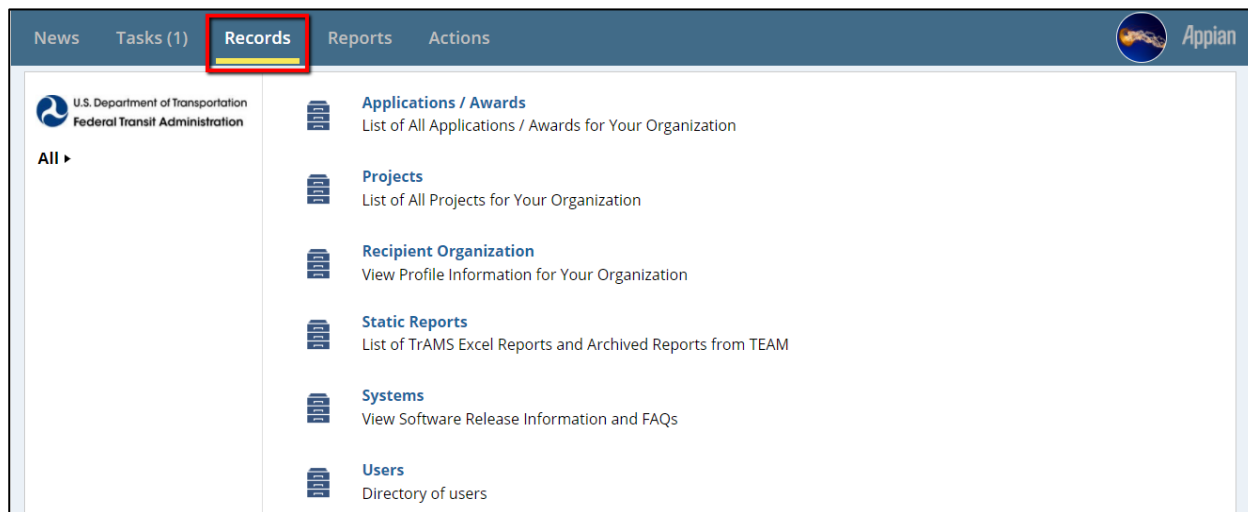 News Tasks (1) Records Reports Actions Appian
U.S. Department of Transportation
Federal Transit Administration
All
Applications / Awards
List of All Applications / Awards for Your Organization
Projects
List of All Projects for Your Organization
Recipient Organization
View Profile Information for Your Organization
Static Reports
List of TrAMS Excel Reports and Archived Reports from TEAM
Systems
View Software Release Information and FAQs
Users
Directory of users